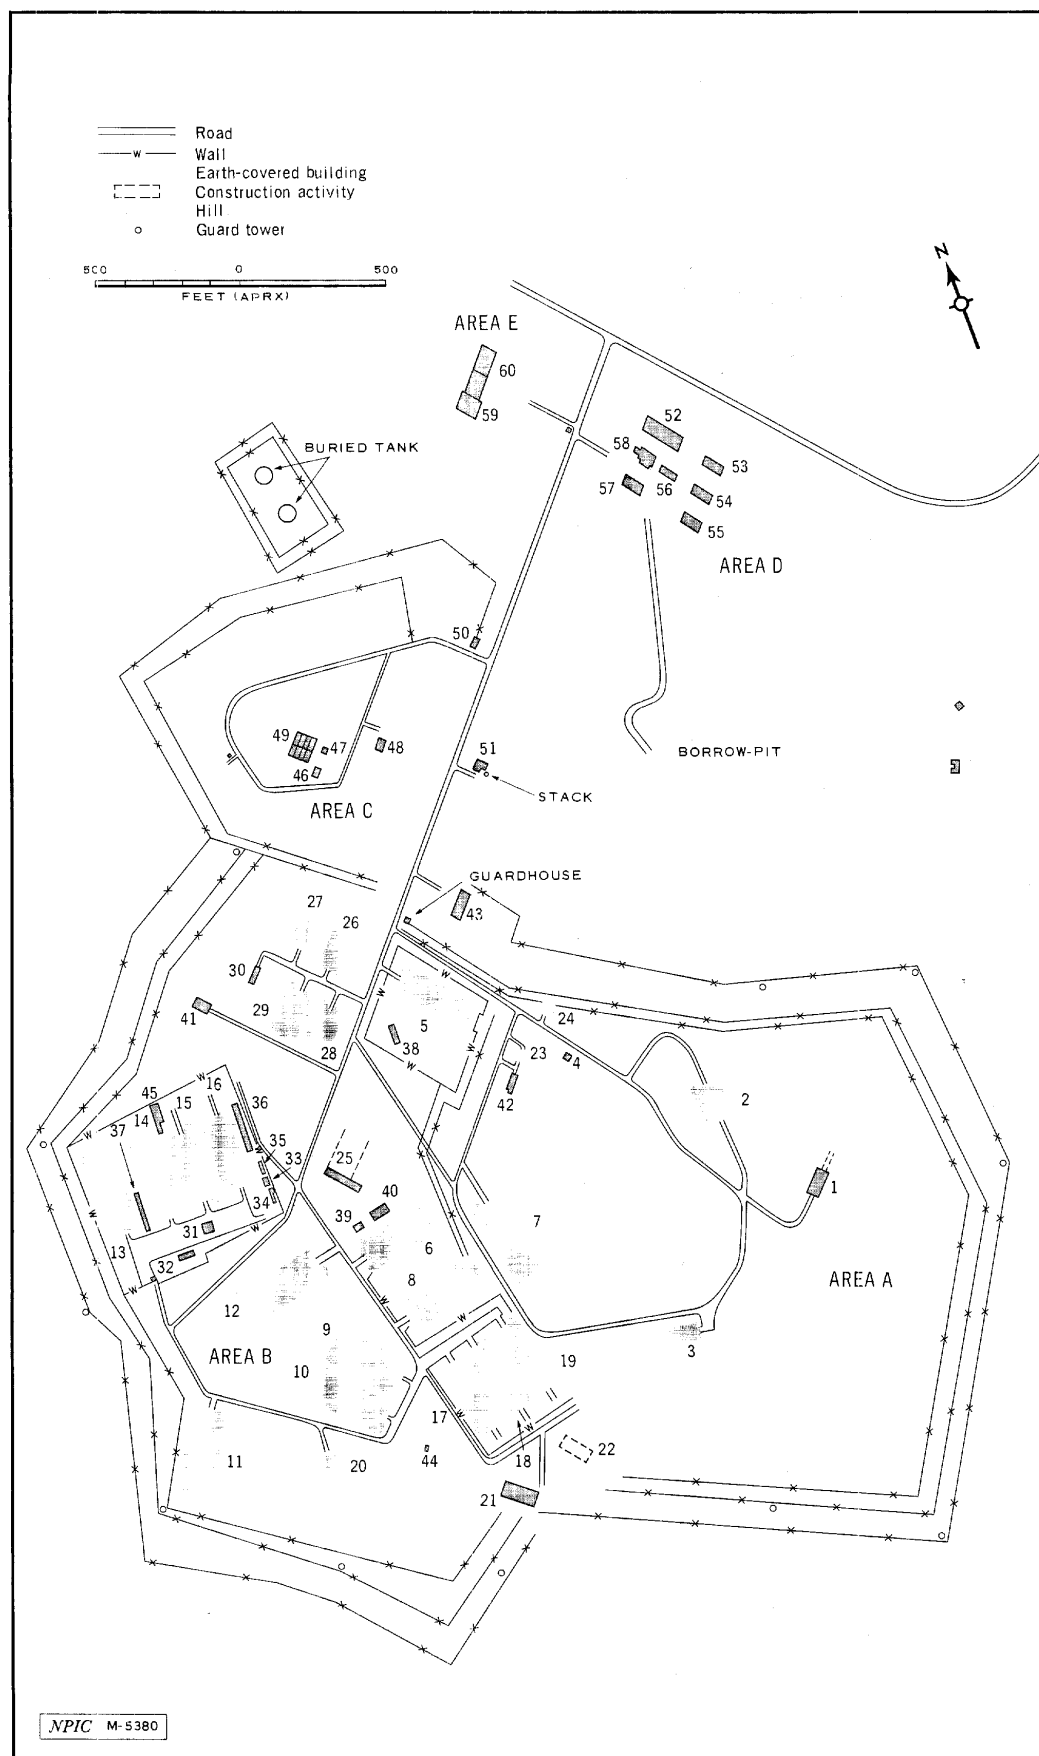 Road
W Wall
Earth-covered building
Construction activity
Hill
Guard tower
500 0 500
FEET (APRX)
N
AREA E
60
59
52
58
53
57
56
54
55
BURIED TANK
AREA D
50
49
47
48
46
51
BORROW-PIT
STACK
AREA C
GUARDHOUSE
43
27
26
30
W
W
29
41
5
24
28
38
W
23
4
W
42
W
16
45
15
36
2
37
14
35
25
W
33
1
W
34
40
31
39
7
W
13
6
32
8
AREA A
W
12
W
W
9
3
AREA B
19
10
17
W
W
22
11
20
44
18
21
NPIC M-5380